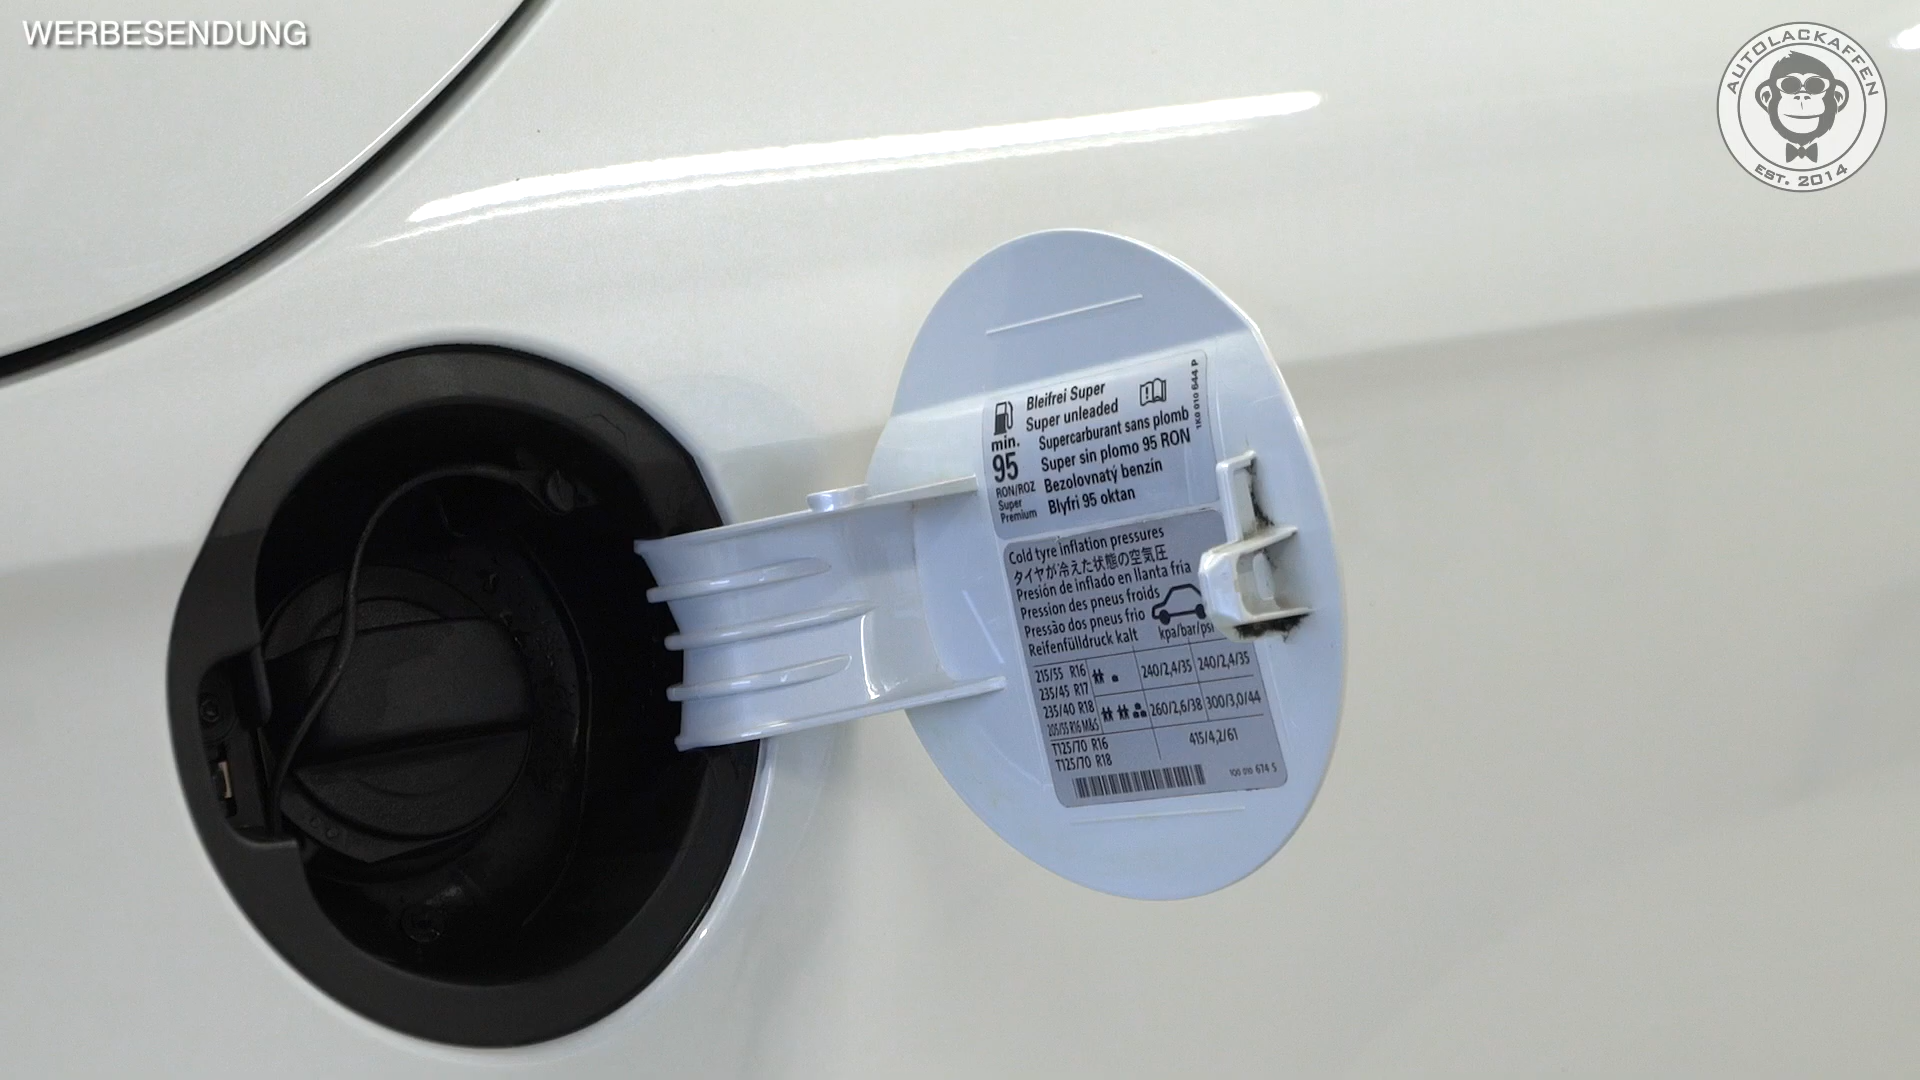 WERBESENDUNG
AUTOLACKAFFEN
EST. 2014
Bleifrei Super
Super unleaded
Supercarburant sans plomb
Super sin plomo 95 RON
Bezolovnatý benzín
Blyfri 95 oktan
min.
95
RON/ROZ
Super
Premium
1K0 010 644 P
Cold tyre inflation pressures
タイヤが冷えた状態の空気圧
Presión de inflado en llanta fria
Pression des pneus froids
Pressão dos pneus frio
Reifenfülldruck kalt
kpa/bar/psi
215/55 R16
235/45 R17
240/2,4/35 240/2,4/35
235/40 R18
205/55 R16 M&S
260/2,6/38 300/3,0/44
T125/70 R16
T125/70 R18
415/4,2/61
1Q0 010 674 S